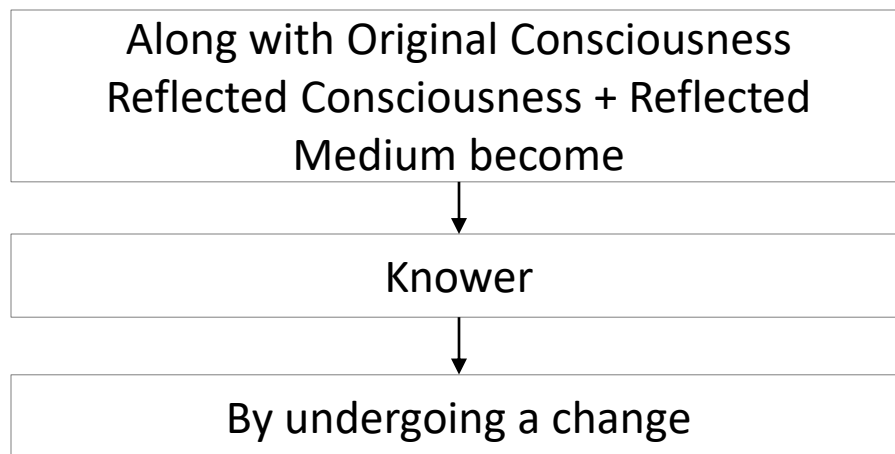 Along with Original Consciousness
Reflected Consciousness + Reflected
Medium become
Knower
By undergoing a change